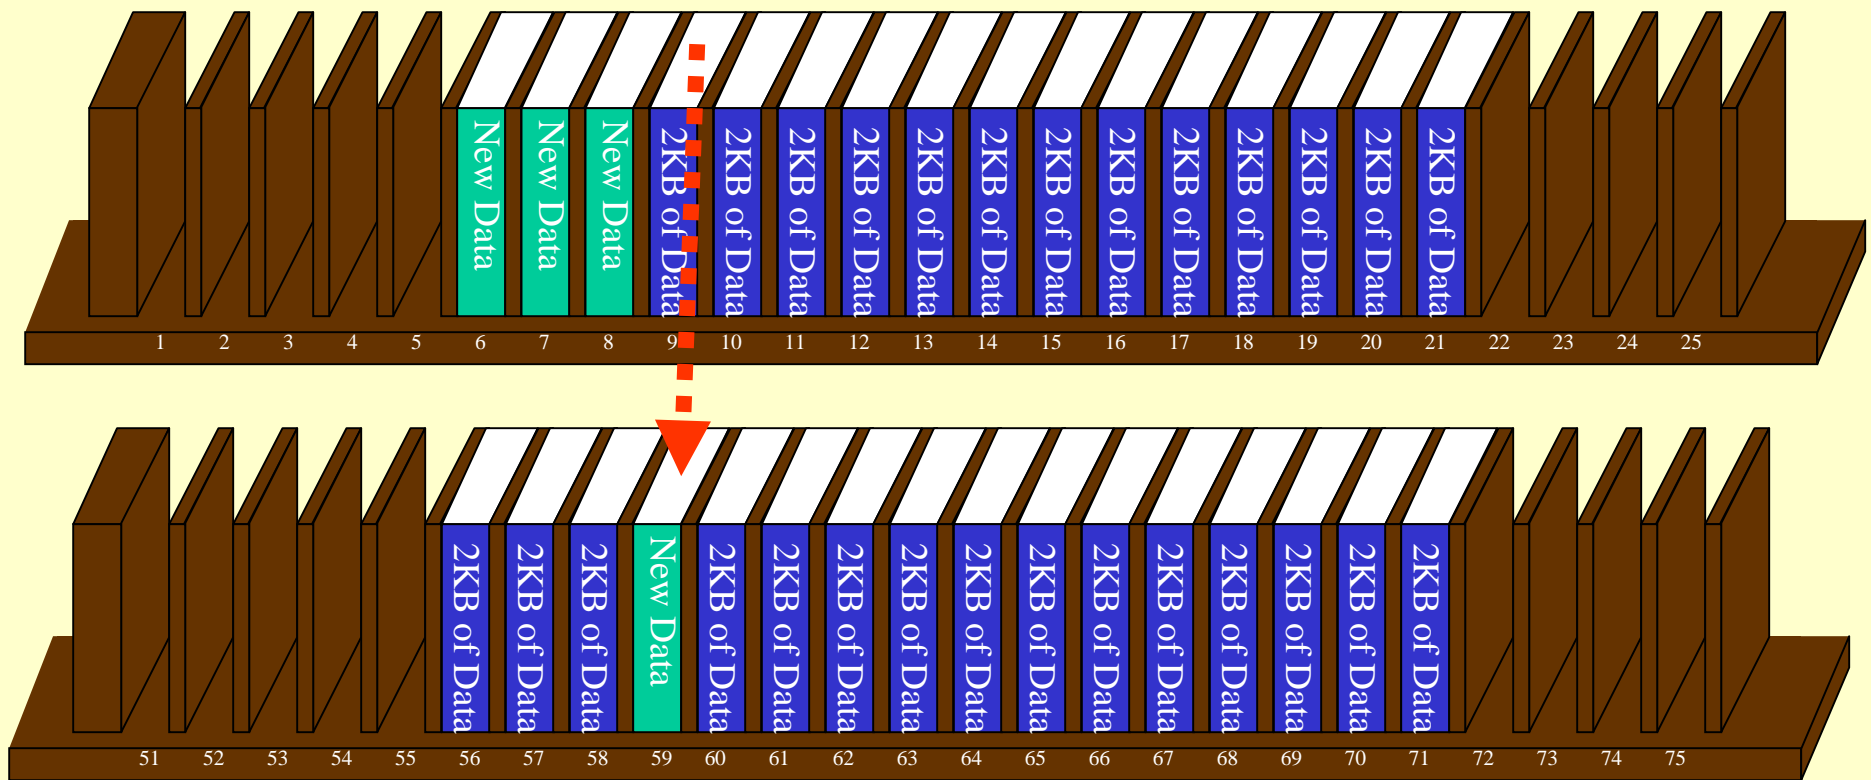 New Data New Data New Data 2KB of Data 2KB of Data 2KB of Data 2KB of Data 2KB of Data 2KB of Data 2KB of Data 2KB of Data 2KB of Data 2KB of Data 2KB of Data 2KB of Data 2KB of Data
1 2 3 4 5 6 7 8 9 10 11 12 13 14 15 16 17 18 19 20 21 22 23 24 25
2KB of Data 2KB of Data 2KB of Data New Data 2KB of Data 2KB of Data 2KB of Data 2KB of Data 2KB of Data 2KB of Data 2KB of Data 2KB of Data 2KB of Data 2KB of Data 2KB of Data 2KB of Data
51 52 53 54 55 56 57 58 59 60 61 62 63 64 65 66 67 68 69 70 71 72 73 74 75